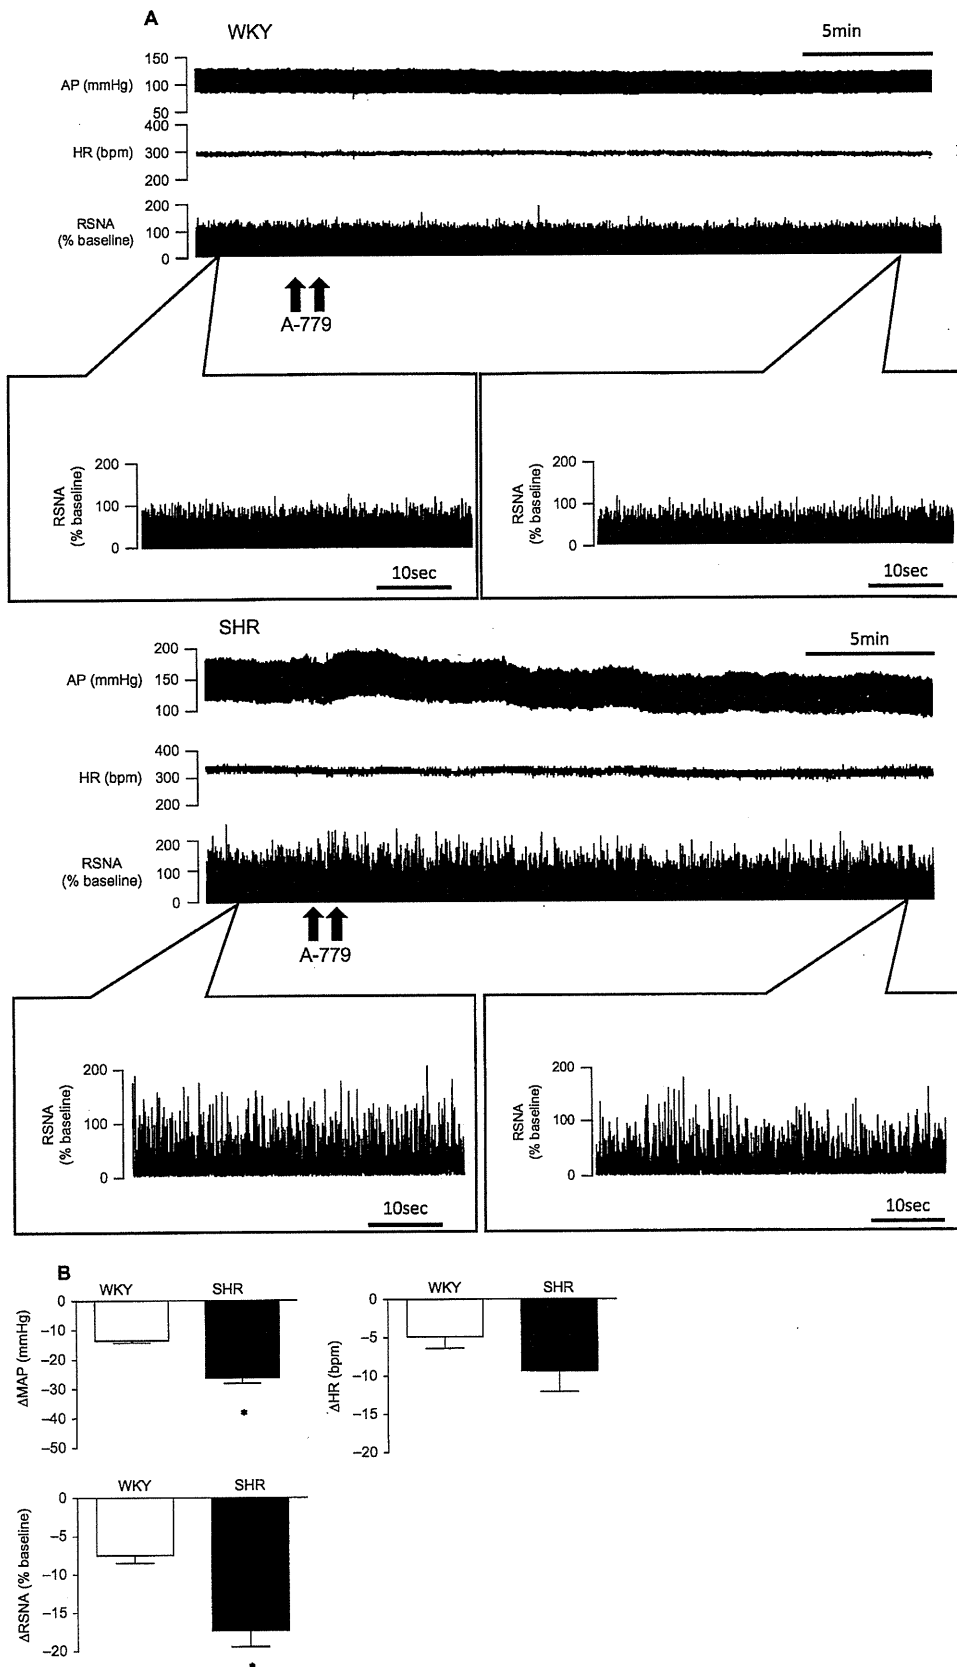 A
WKY
5min
AP (mmHg)
150
100
50
HR (bpm)
400
300
200
RSNA
(% baseline)
200
100
0
A-779
RSNA
(% baseline)
200
100
0
10sec
RSNA
(% baseline)
200
100
0
10sec
SHR
5min
AP (mmHg)
200
150
100
HR (bpm)
400
300
200
RSNA
(% baseline)
200
100
0
A-779
RSNA
(% baseline)
200
100
0
10sec
RSNA
(% baseline)
200
100
0
10sec
B
WKY SHR
ΔMAP (mmHg)
0
−10
−20
−30
−40
−50
*
WKY SHR
ΔHR (bpm)
0
−5
−10
−15
−20
WKY SHR
ΔRSNA (% baseline)
0
−5
−10
−15
−20
*